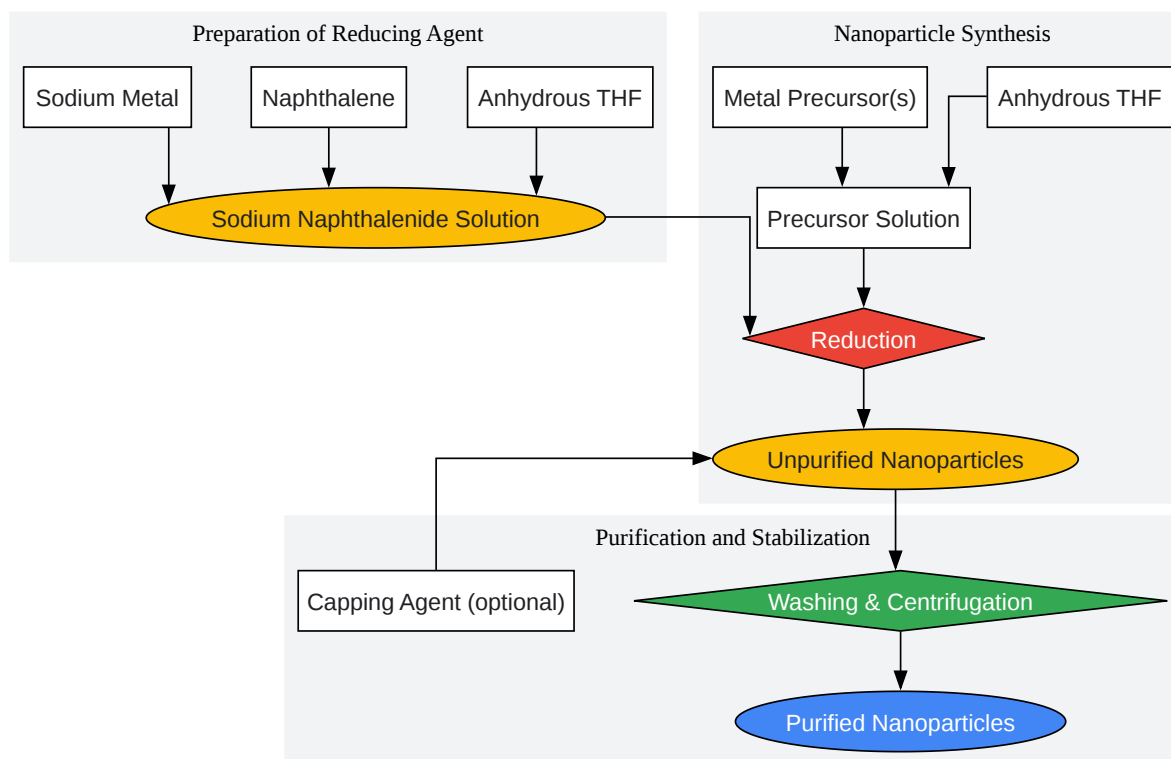 Preparation of Reducing Agent
Sodium Metal
Naphthalene
Anhydrous THF
Sodium Naphthalenide Solution
Nanoparticle Synthesis
Metal Precursor(s)
Anhydrous THF
Precursor Solution
Reduction
Unpurified Nanoparticles
Purification and Stabilization
Capping Agent (optional)
Washing & Centrifugation
Purified Nanoparticles